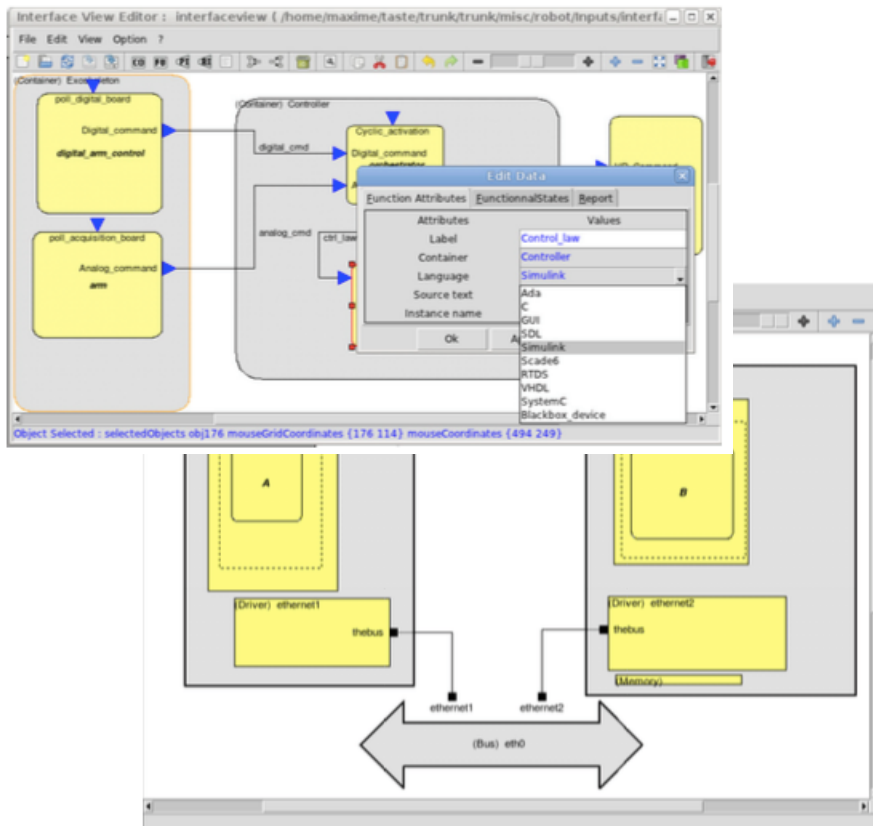 Interface View Editor : interfaceview ( /home/maxime/taste/trunk/trunk/misc/robot/Inputs/interfa
File Edit View Option ?
(Container) Exoskeleton
poll_digital_board
Digital_command
digital_arm_control
poll_acquisition_board
Analog_command
arm
digital_cmd
analog_cmd
(Container) Controller
Cyclic_activation
Digital_command
ctrl_law
Edit Data
Function Attributes FunctionnalStates Report
Attributes Values
Label Control_law
Container Controller
Language Simulink
Source text
Instance name
Ok
Ada
C
GUI
SDL
Simulink
Scade6
RTDS
VHDL
SystemC
Blackbox_device
Object Selected : selectedObjects obj176 mouseGridCoordinates {176 114} mouseCoordinates {494 249}
A
B
(Driver) ethernet1
thebus
(Driver) ethernet2
thebus
(Memory)
ethernet1
ethernet2
(Bus) eth0